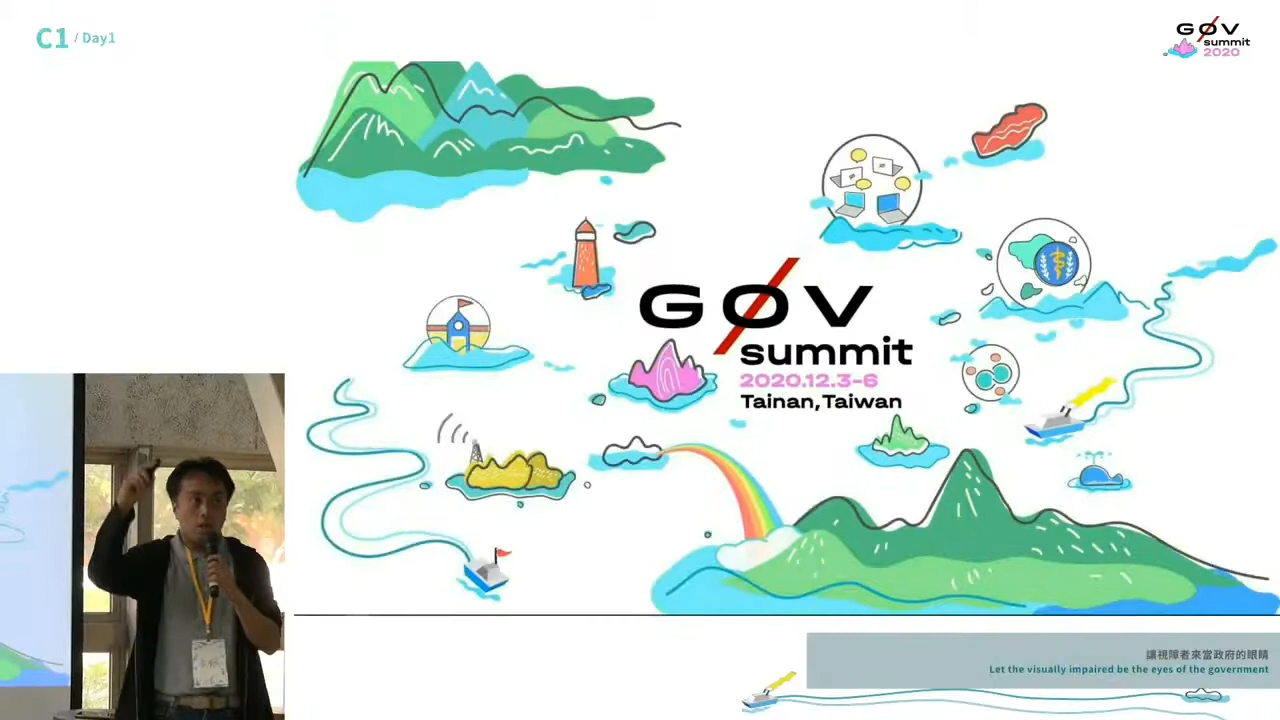 C1 / Day1
GØV
summit
2020
GØV
summit
2020.12.3-6
Tainan, Taiwan
讓視障者來當政府的眼睛
Let the visually impaired be the eyes of the government